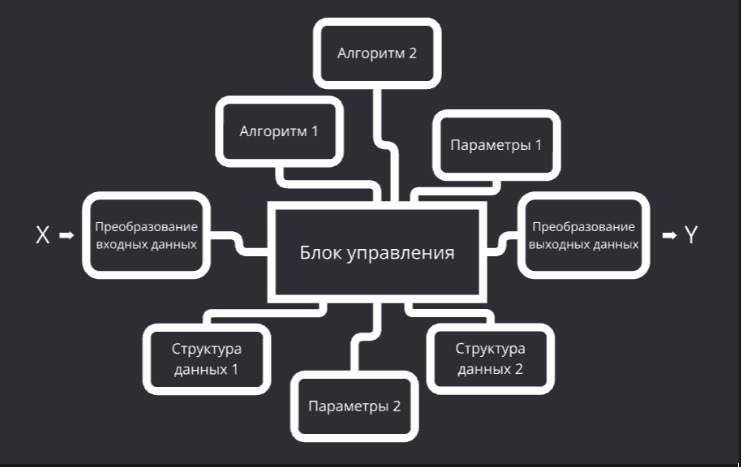 Алгоритм 2
Алгоритм 1
Параметры 1
X
Преобразование
входных данных
Блок управления
Преобразование
выходных данных
Y
Структура
данных 1
Структура
данных 2
Параметры 2